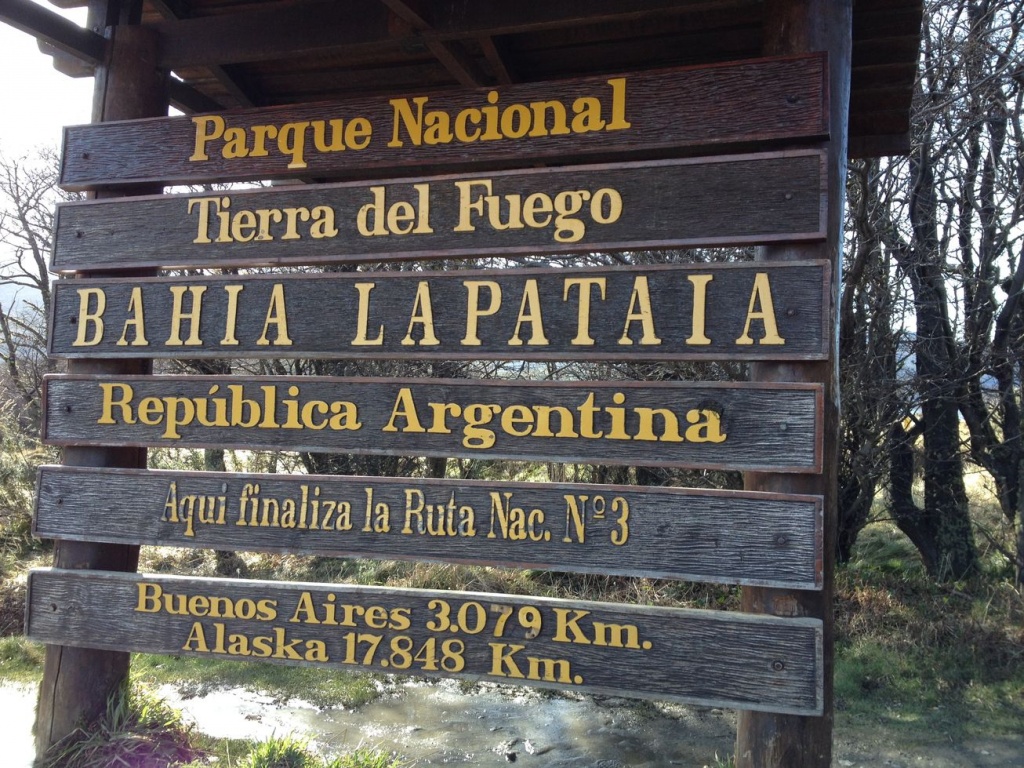 Parque Nacional
Tierra del Fuego
BAHIA LAPATAIA
República Argentina
Aqui finaliza la Ruta Nac. Nº3
Buenos Aires 3.079 Km.
Alaska 17.848 Km.